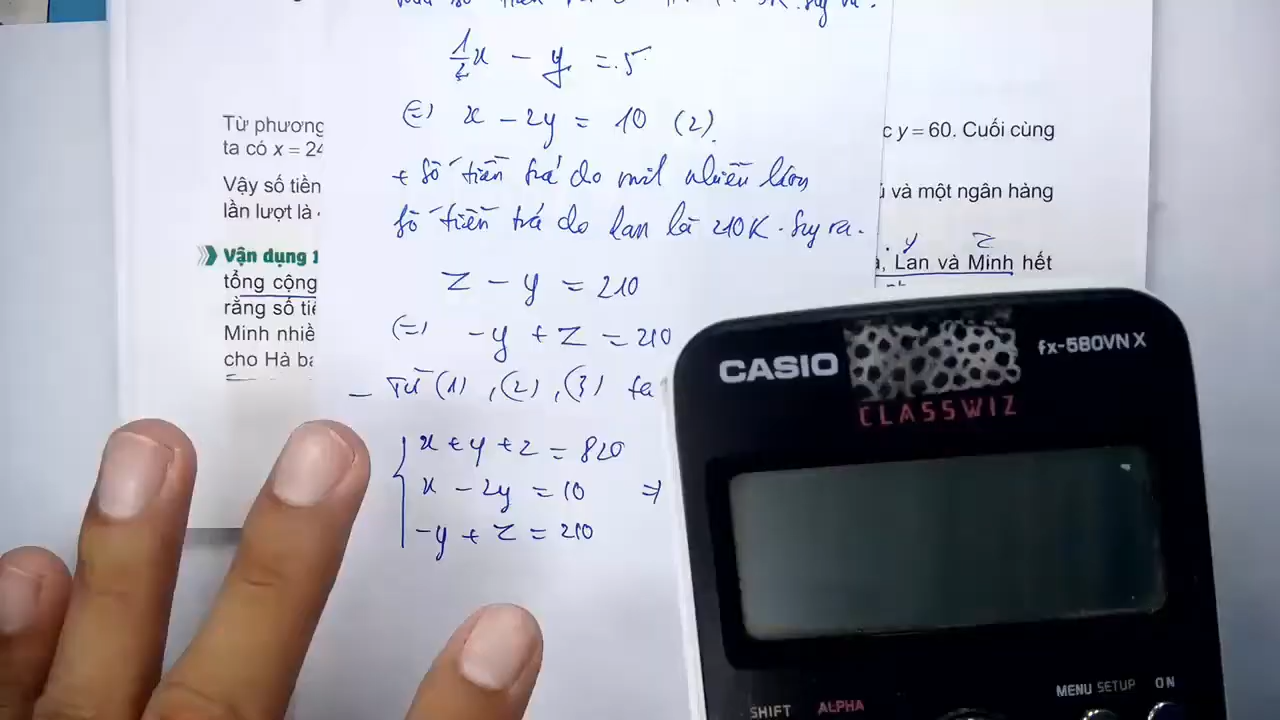 ½x - y = 5
(=) x - 2y = 10 (2).
+ Số tiền trả do mít nhiều hơn
số tiền trả do lan là 210K. Suy ra.
z - y = 210
(=) -y + z = 210
- Từ (1), (2), (3) ta
x + y + z = 820
x - 2y = 10 =>
-y + z = 210
Từ phương
ta có x = 24
Vậy số tiền
lần lượt là
Vận dụng 1
tổng cộng
rằng số tiề
Minh nhiề
cho Hà bạ
c y = 60. Cuối cùng
ú và một ngân hàng
y z
à, Lan và Minh hết
CASIO
fx-580VN X
CLASSWIZ
SHIFT ALPHA MENU SETUP ON